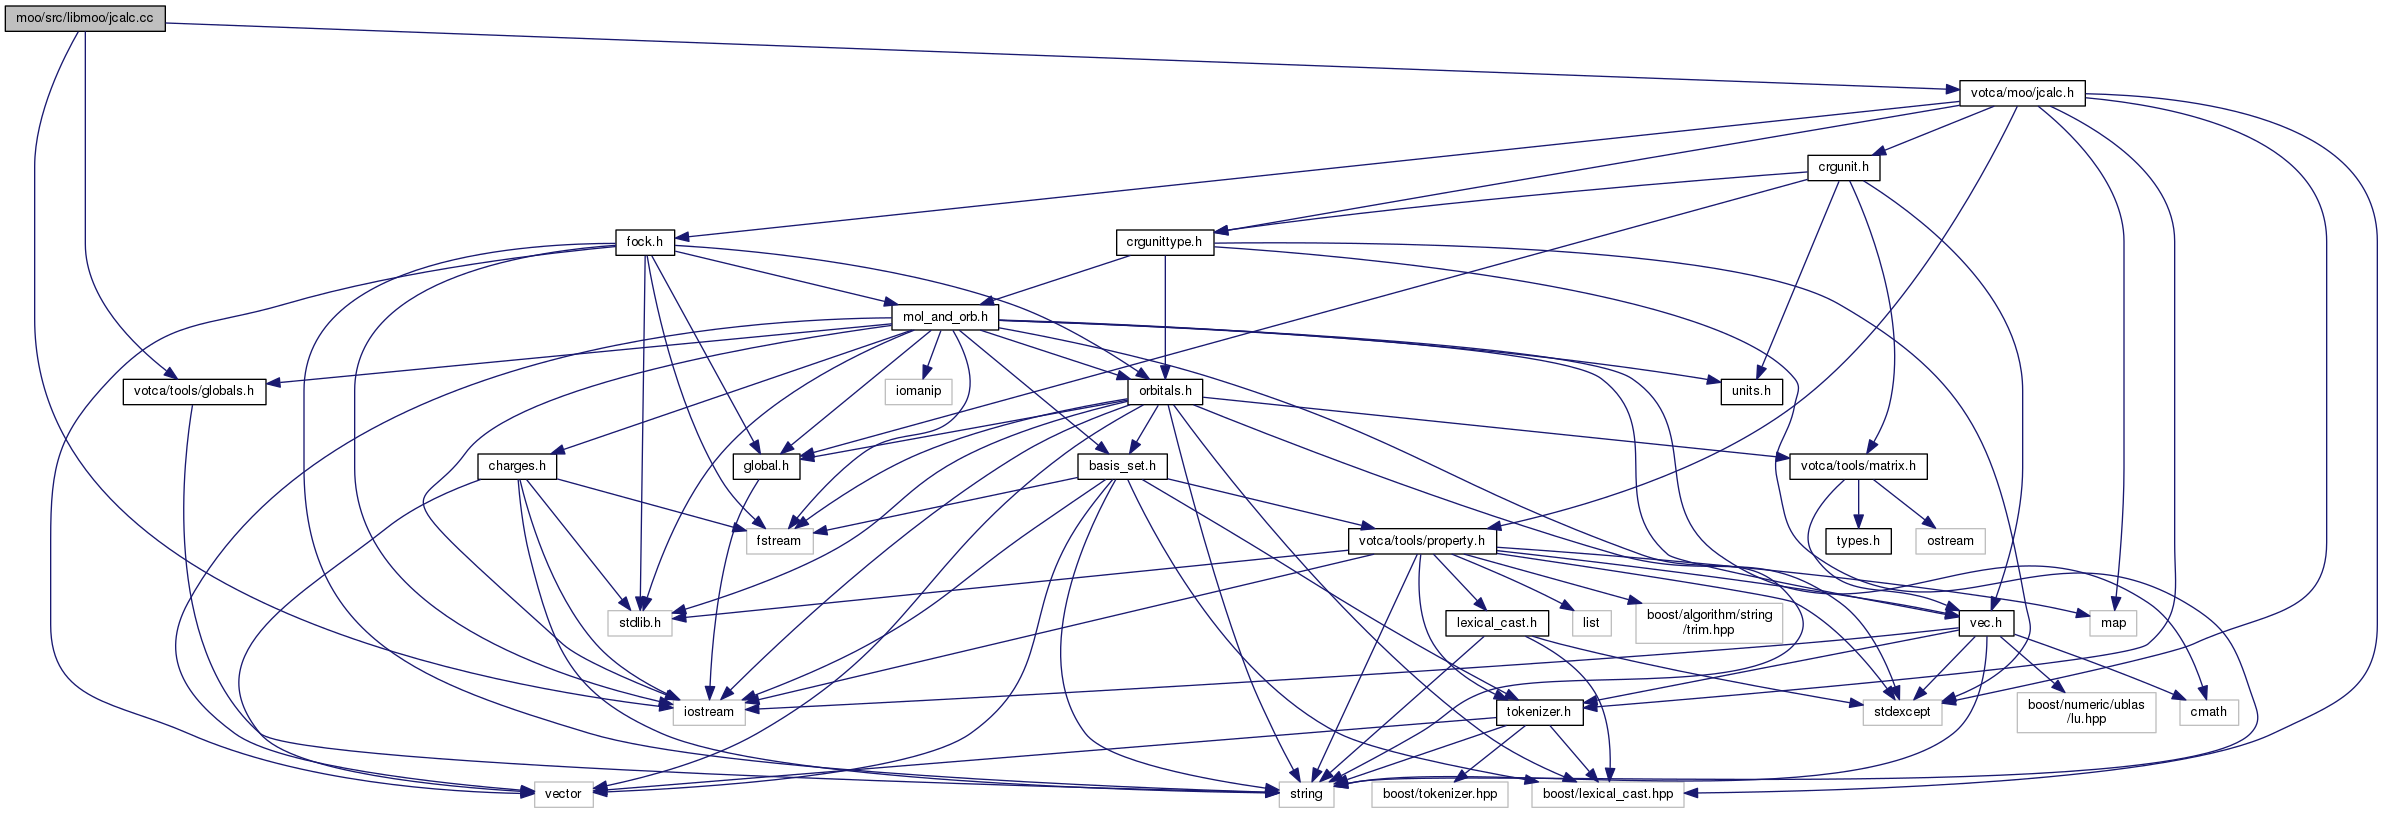 moo/src/libmoo/jcalc.cc
votca/moo/jcalc.h
crgunit.h
fock.h
crgunittype.h
mol_and_orb.h
votca/tools/globals.h
iomanip
orbitals.h
units.h
charges.h
global.h
basis_set.h
votca/tools/matrix.h
fstream
votca/tools/property.h
types.h
ostream
stdlib.h
lexical_cast.h
list
boost/algorithm/string
/trim.hpp
vec.h
map
iostream
tokenizer.h
stdexcept
boost/numeric/ublas
/lu.hpp
cmath
vector
string
boost/tokenizer.hpp
boost/lexical_cast.hpp